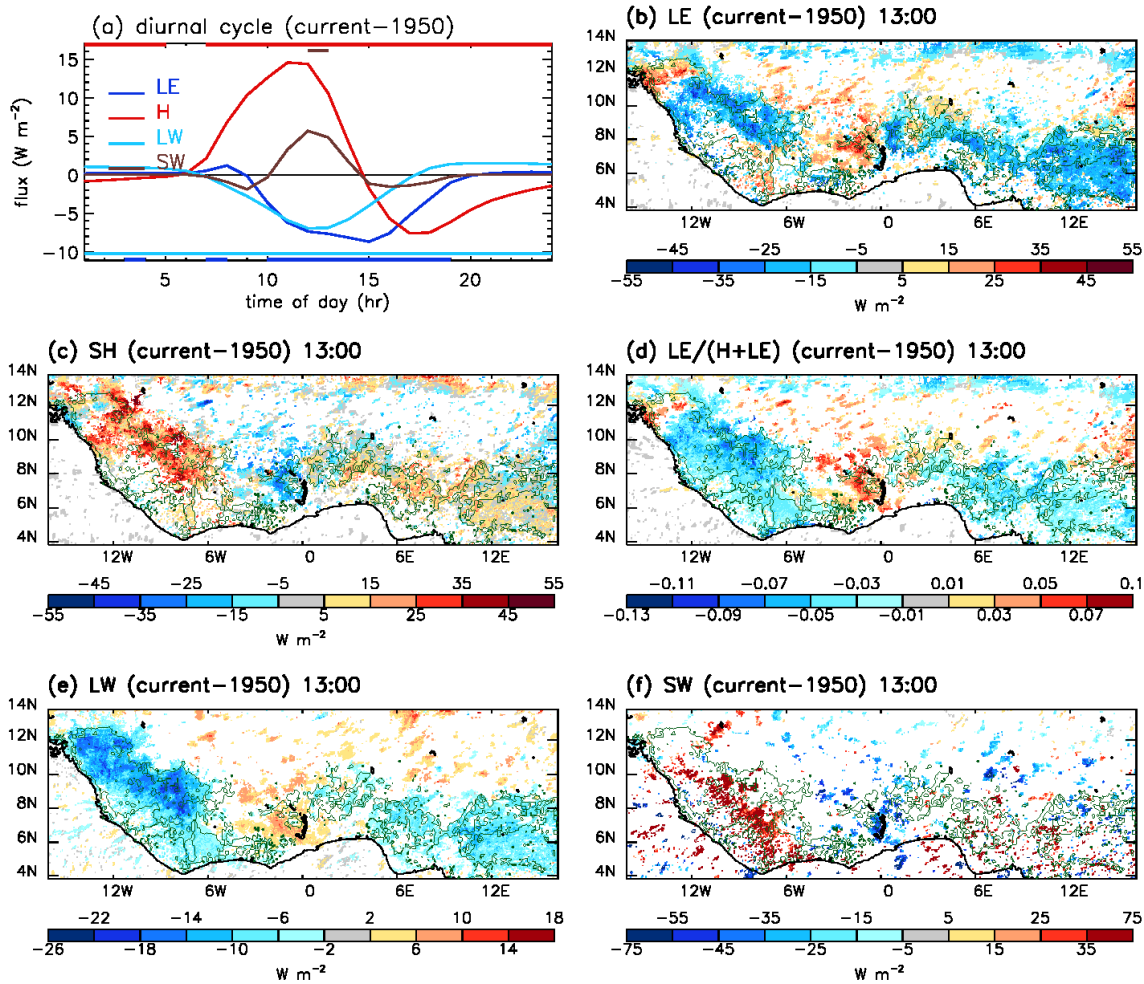 (a) diurnal cycle (current−1950)
15
10
5
0
−5
−10
flux (W m−2)
LE
H
LW
SW
5 10 15 20
time of day (hr)
(b) LE (current−1950) 13:00
14N
12N
10N
8N
6N
4N
12W 6W 0 6E 12E
−45 −25 −5 15 35 55
−55 −35 −15 5 25 45
W m−2
(c) SH (current−1950) 13:00
14N
12N
10N
8N
6N
4N
12W 6W 0 6E 12E
−45 −25 −5 15 35 55
−55 −35 −15 5 25 45
W m−2
(d) LE/(H+LE) (current−1950) 13:00
14N
12N
10N
8N
6N
4N
12W 6W 0 6E 12E
−0.11 −0.07 −0.03 0.01 0.05 0.1
−0.13 −0.09 −0.05 −0.01 0.03 0.07
(e) LW (current−1950) 13:00
14N
12N
10N
8N
6N
4N
12W 6W 0 6E 12E
−22 −14 −6 2 10 18
−26 −18 −10 −2 6 14
W m−2
(f) SW (current−1950) 13:00
14N
12N
10N
8N
6N
4N
12W 6W 0 6E 12E
−55 −35 −15 5 25 75
−75 −45 −25 −5 15 35
W m−2